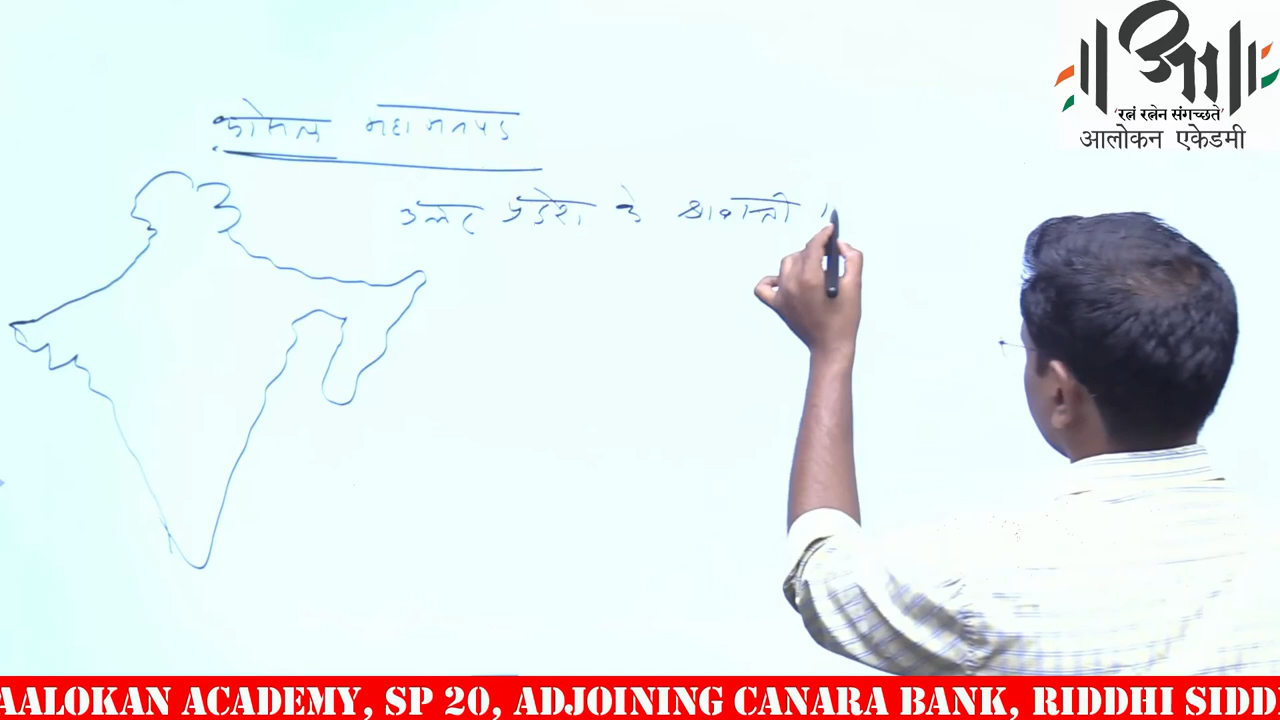 कोसल महाजनपद
उत्तर प्रदेश के श्रावस्ती
'रत्नं रत्नेन संगच्छते'
आलोकन एकेडमी
AALOKAN ACADEMY, SP 20, ADJOINING CANARA BANK, RIDDHI SIDD